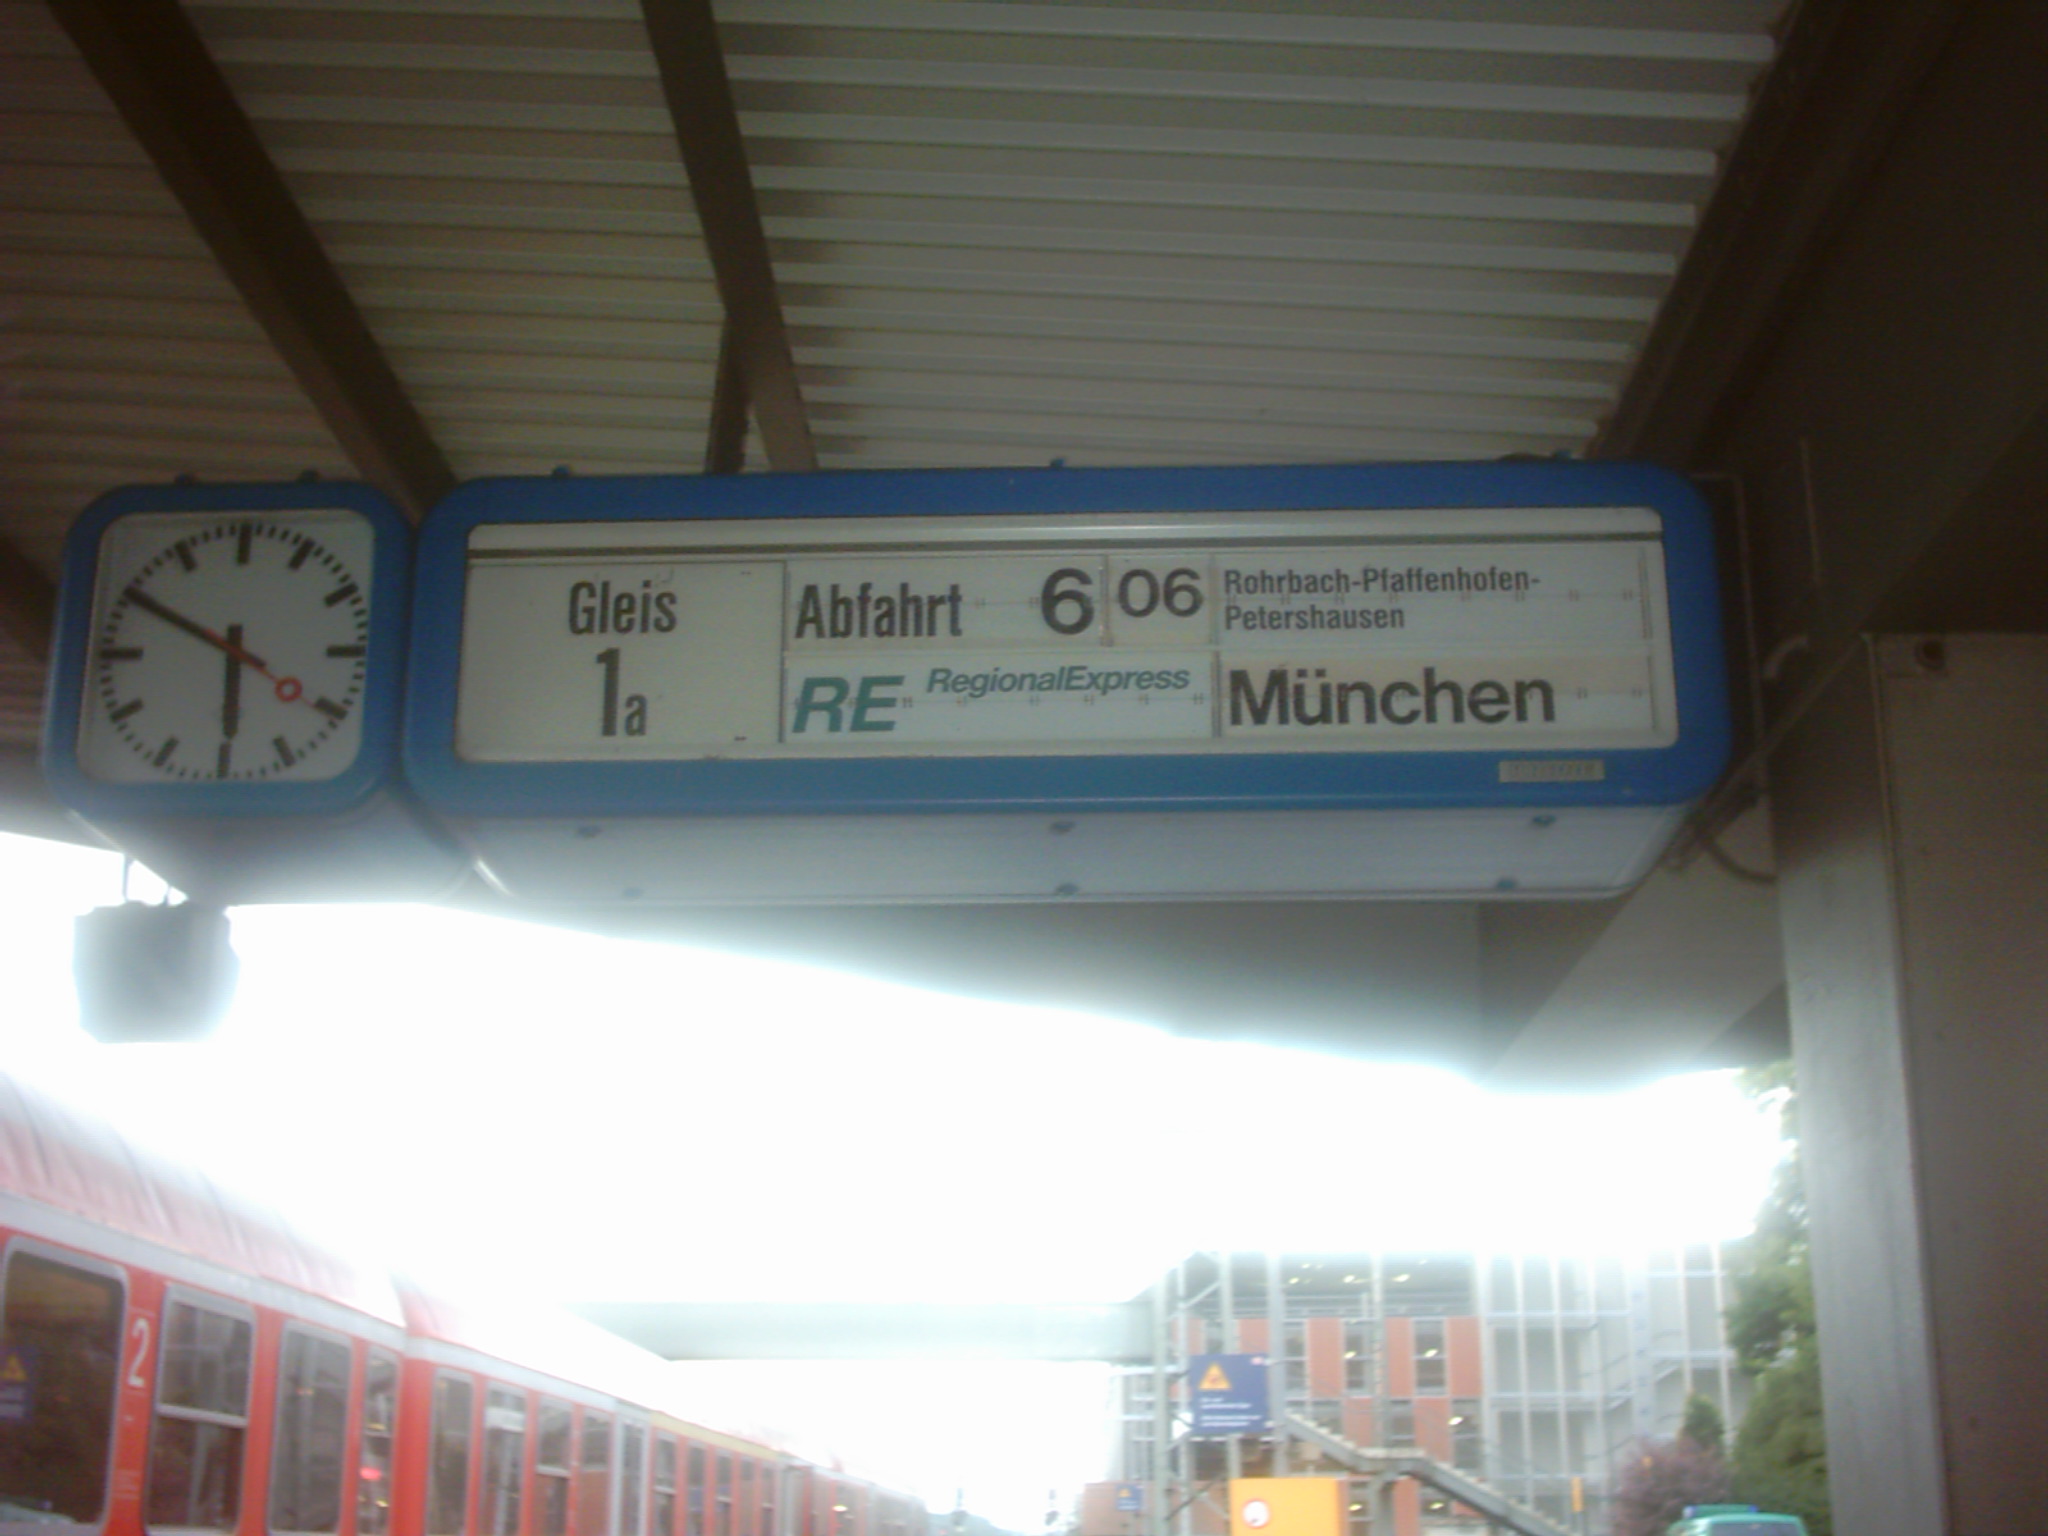 Gleis
1a
Abfahrt 6 06
RE RegionalExpress
Rohrbach-Pfaffenhofen-
Petershausen
München
2